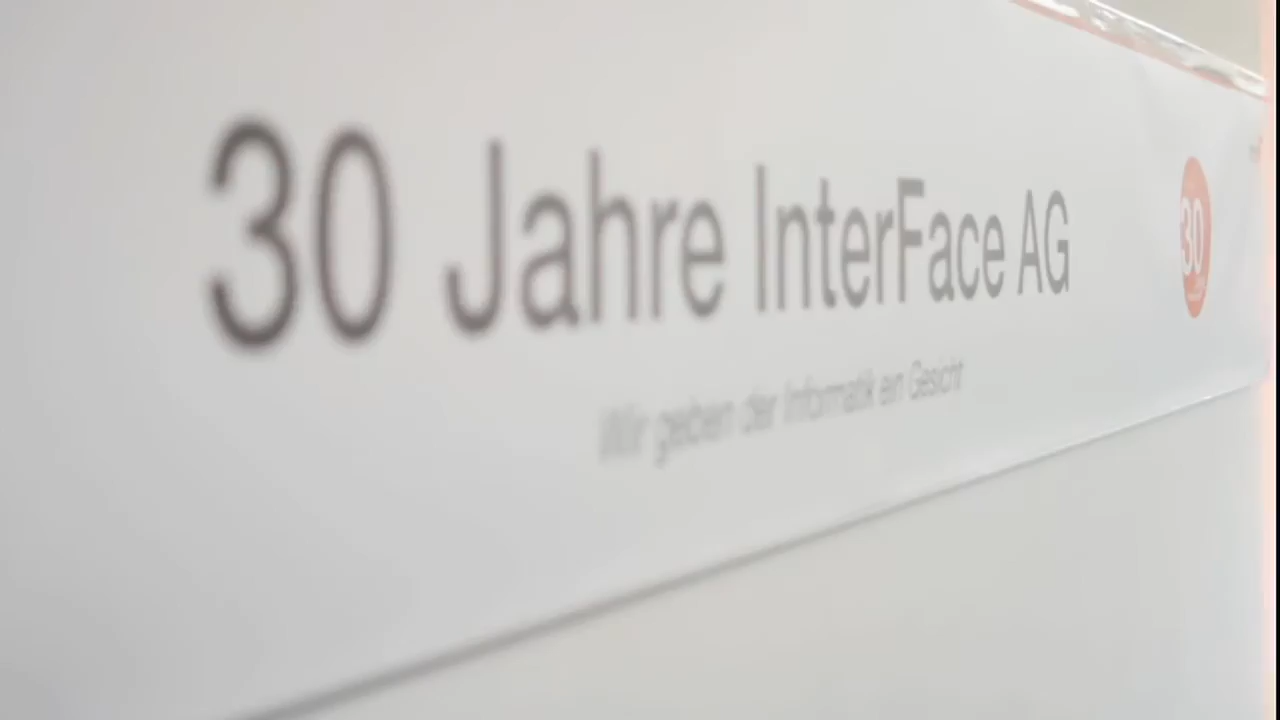 30 Jahre InterFace AG
30
Wir geben der Informatik ein Gesicht